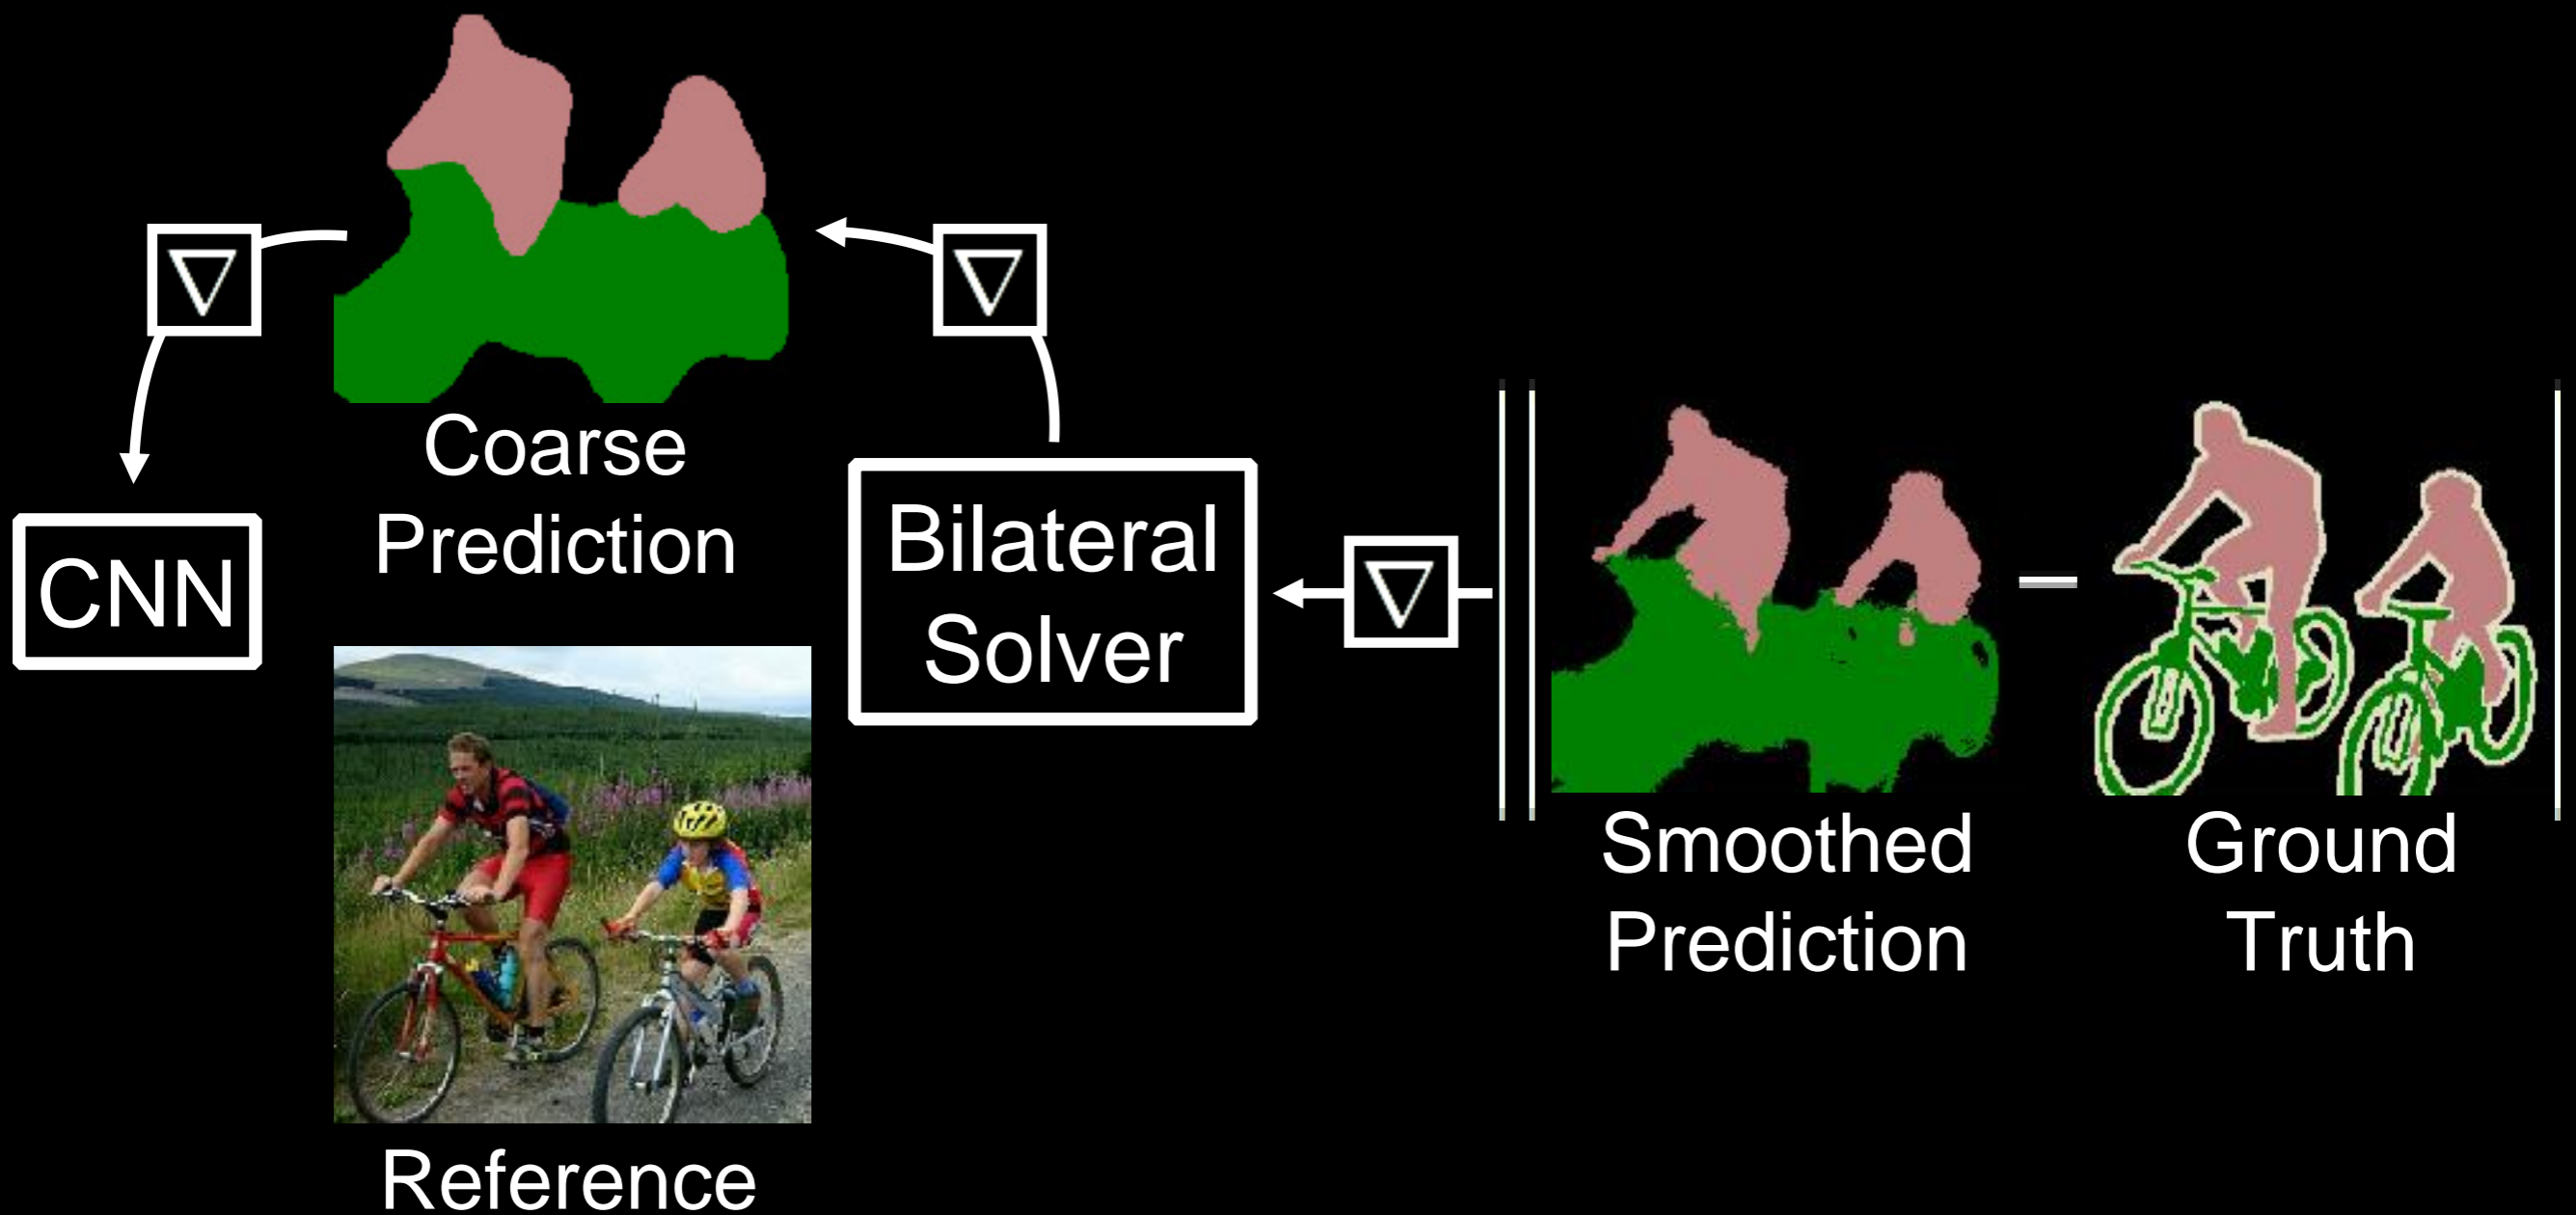 ∇
∇
Coarse
Prediction
CNN
Bilateral
Solver
∇
Smoothed
Prediction
Ground
Truth
Reference